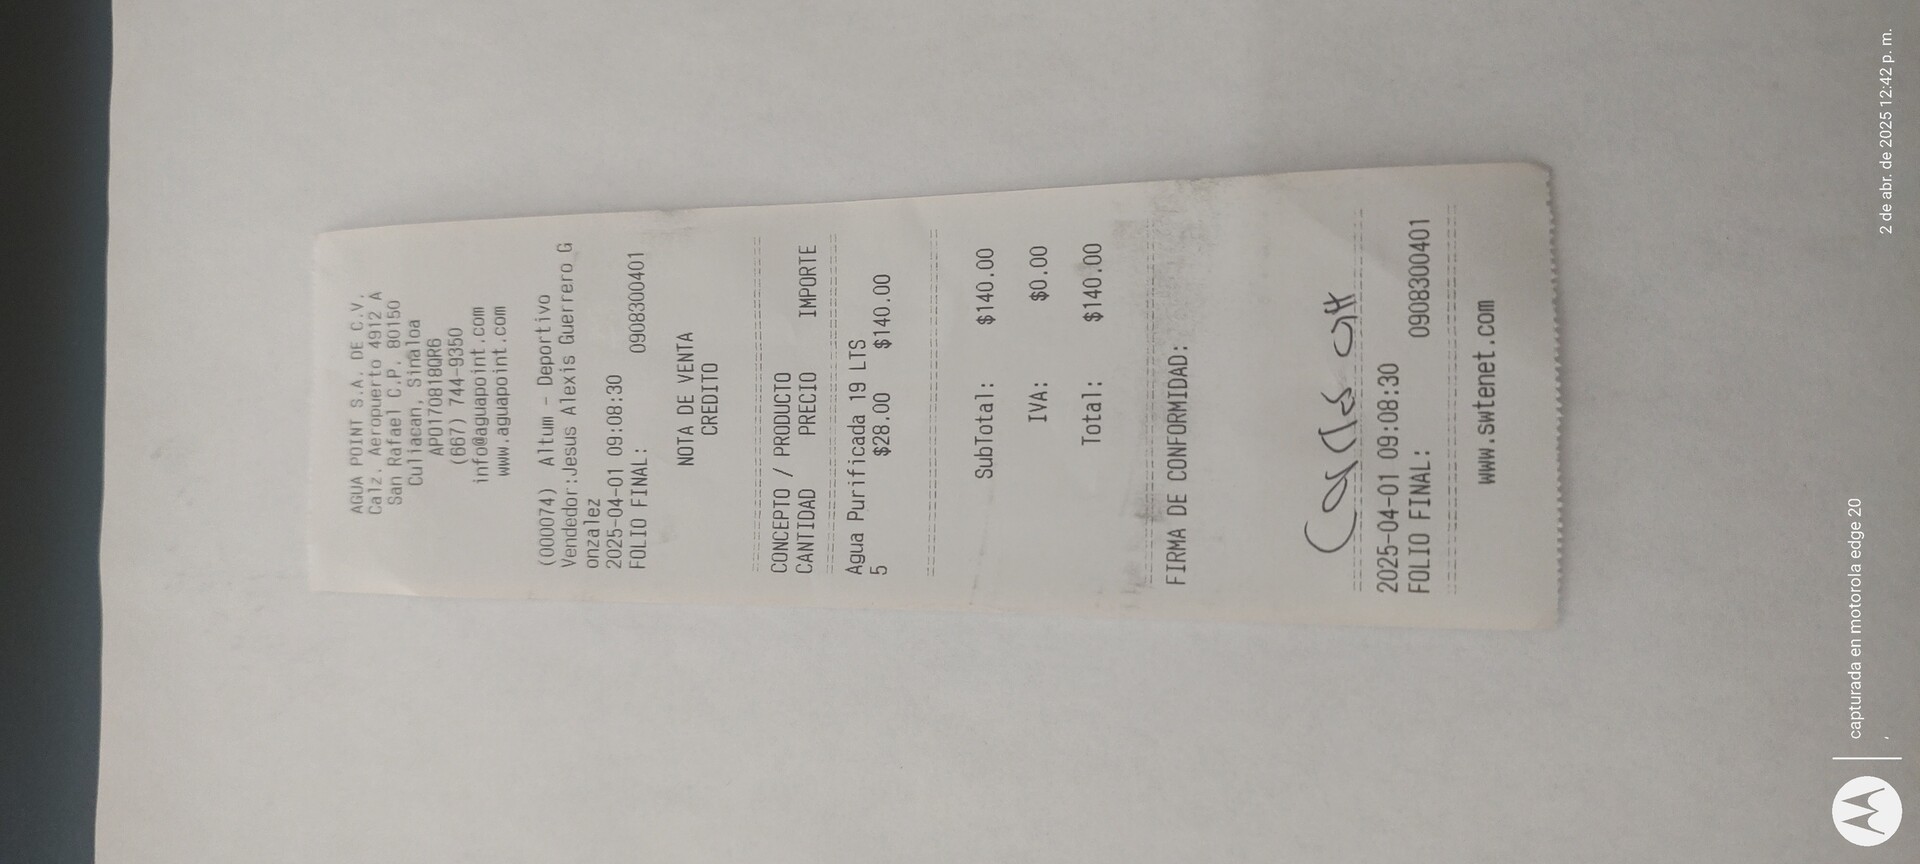 AGUA POINT S.A. DE C.V.
Calz. Aeropuerto 4912 A
San Rafael C.P. 80150
Culiacan, Sinaloa
APO170818QR6
(667) 744-9350
info@aguapoint.com
www.aguapoint.com
(000074) Altum - Deportivo
Vendedor:Jesus Alexis Guerrero G
onzalez
2025-04-01 09:08:30
FOLIO FINAL: 0908300401
NOTA DE VENTA
CREDITO
CONCEPTO / PRODUCTO
CANTIDAD PRECIO IMPORTE
Agua Purificada 19 LTS
5 $28.00 $140.00
SubTotal: $140.00
IVA: $0.00
Total: $140.00
FIRMA DE CONFORMIDAD:
Carlos
2025-04-01 09:08:30
FOLIO FINAL: 0908300401
www.swtenet.com
capturada en motorola edge 20
2 de abr. de 2025 12:42 p. m.